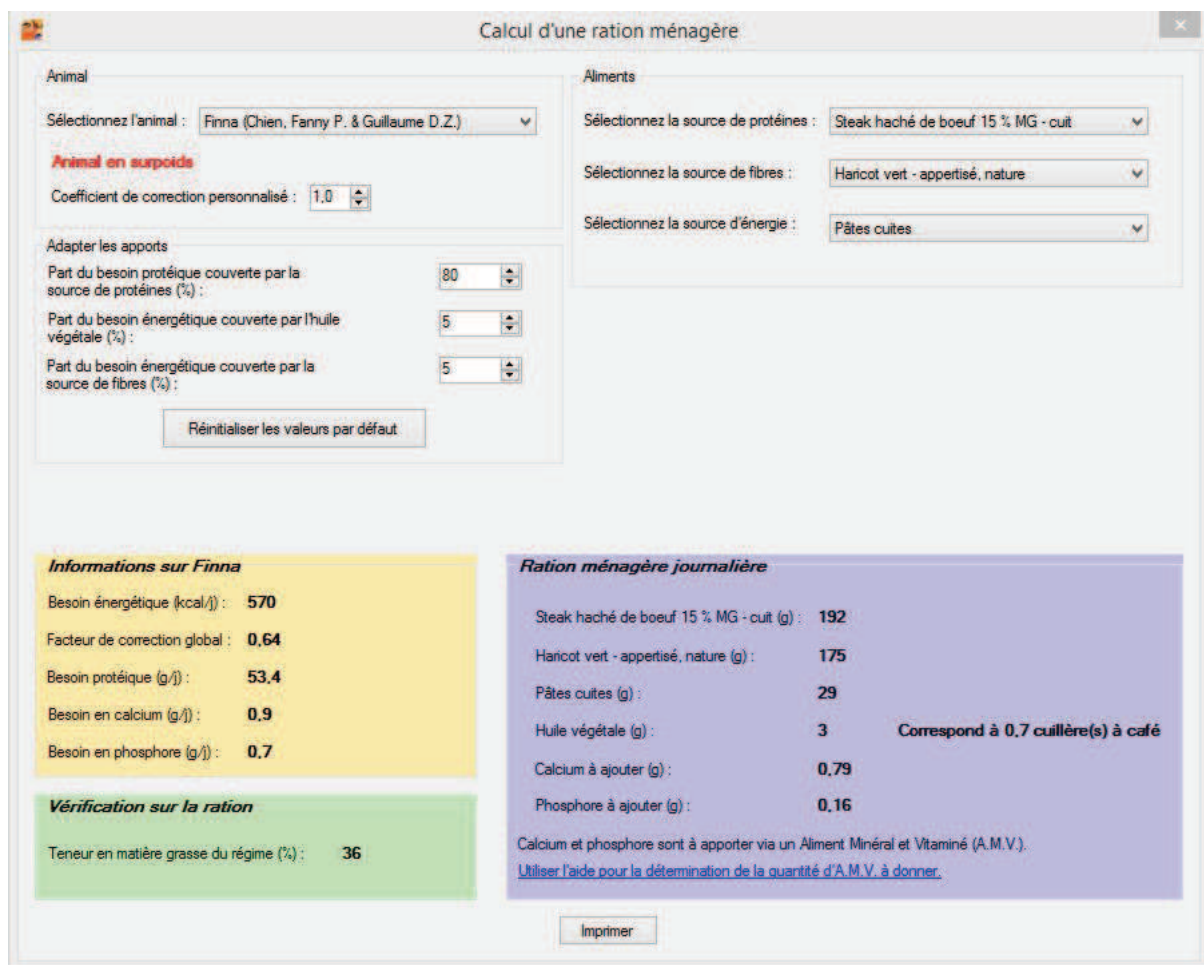 Calcul d'une ration ménagère
Animal
Sélectionnez l'animal : Finna (Chien, Fanny P. & Guillaume D.Z.)
Animal en surpoids
Coefficient de correction personnalisé : 1,0
Adapter les apports
Part du besoin protéique couverte par la
source de protéines (%) : 80
Part du besoin énergétique couverte par l'huile
végétale (%) : 5
Part du besoin énergétique couverte par la
source de fibres (%) : 5
Réinitialiser les valeurs par défaut
Aliments
Sélectionnez la source de protéines : Steak haché de boeuf 15 % MG - cuit
Sélectionnez la source de fibres : Haricot vert - appertisé, nature
Sélectionnez la source d'énergie : Pâtes cuites
Informations sur Finna
Besoin énergétique (kcal/j) : 570
Facteur de correction global : 0,64
Besoin protéique (g/j) : 53,4
Besoin en calcium (g/j) : 0,9
Besoin en phosphore (g/j) : 0,7
Vérification sur la ration
Teneur en matière grasse du régime (%) : 36
Ration ménagère journalière
Steak haché de boeuf 15 % MG - cuit (g) : 192
Haricot vert - appertisé, nature (g) : 175
Pâtes cuites (g) : 29
Huile végétale (g) : 3 Correspond à 0,7 cuillère(s) à café
Calcium à ajouter (g) : 0,79
Phosphore à ajouter (g) : 0,16
Calcium et phosphore sont à apporter via un Aliment Minéral et Vitaminé (A.M.V.).
Utiliser l'aide pour la détermination de la quantité d'A.M.V. à donner.
Imprimer